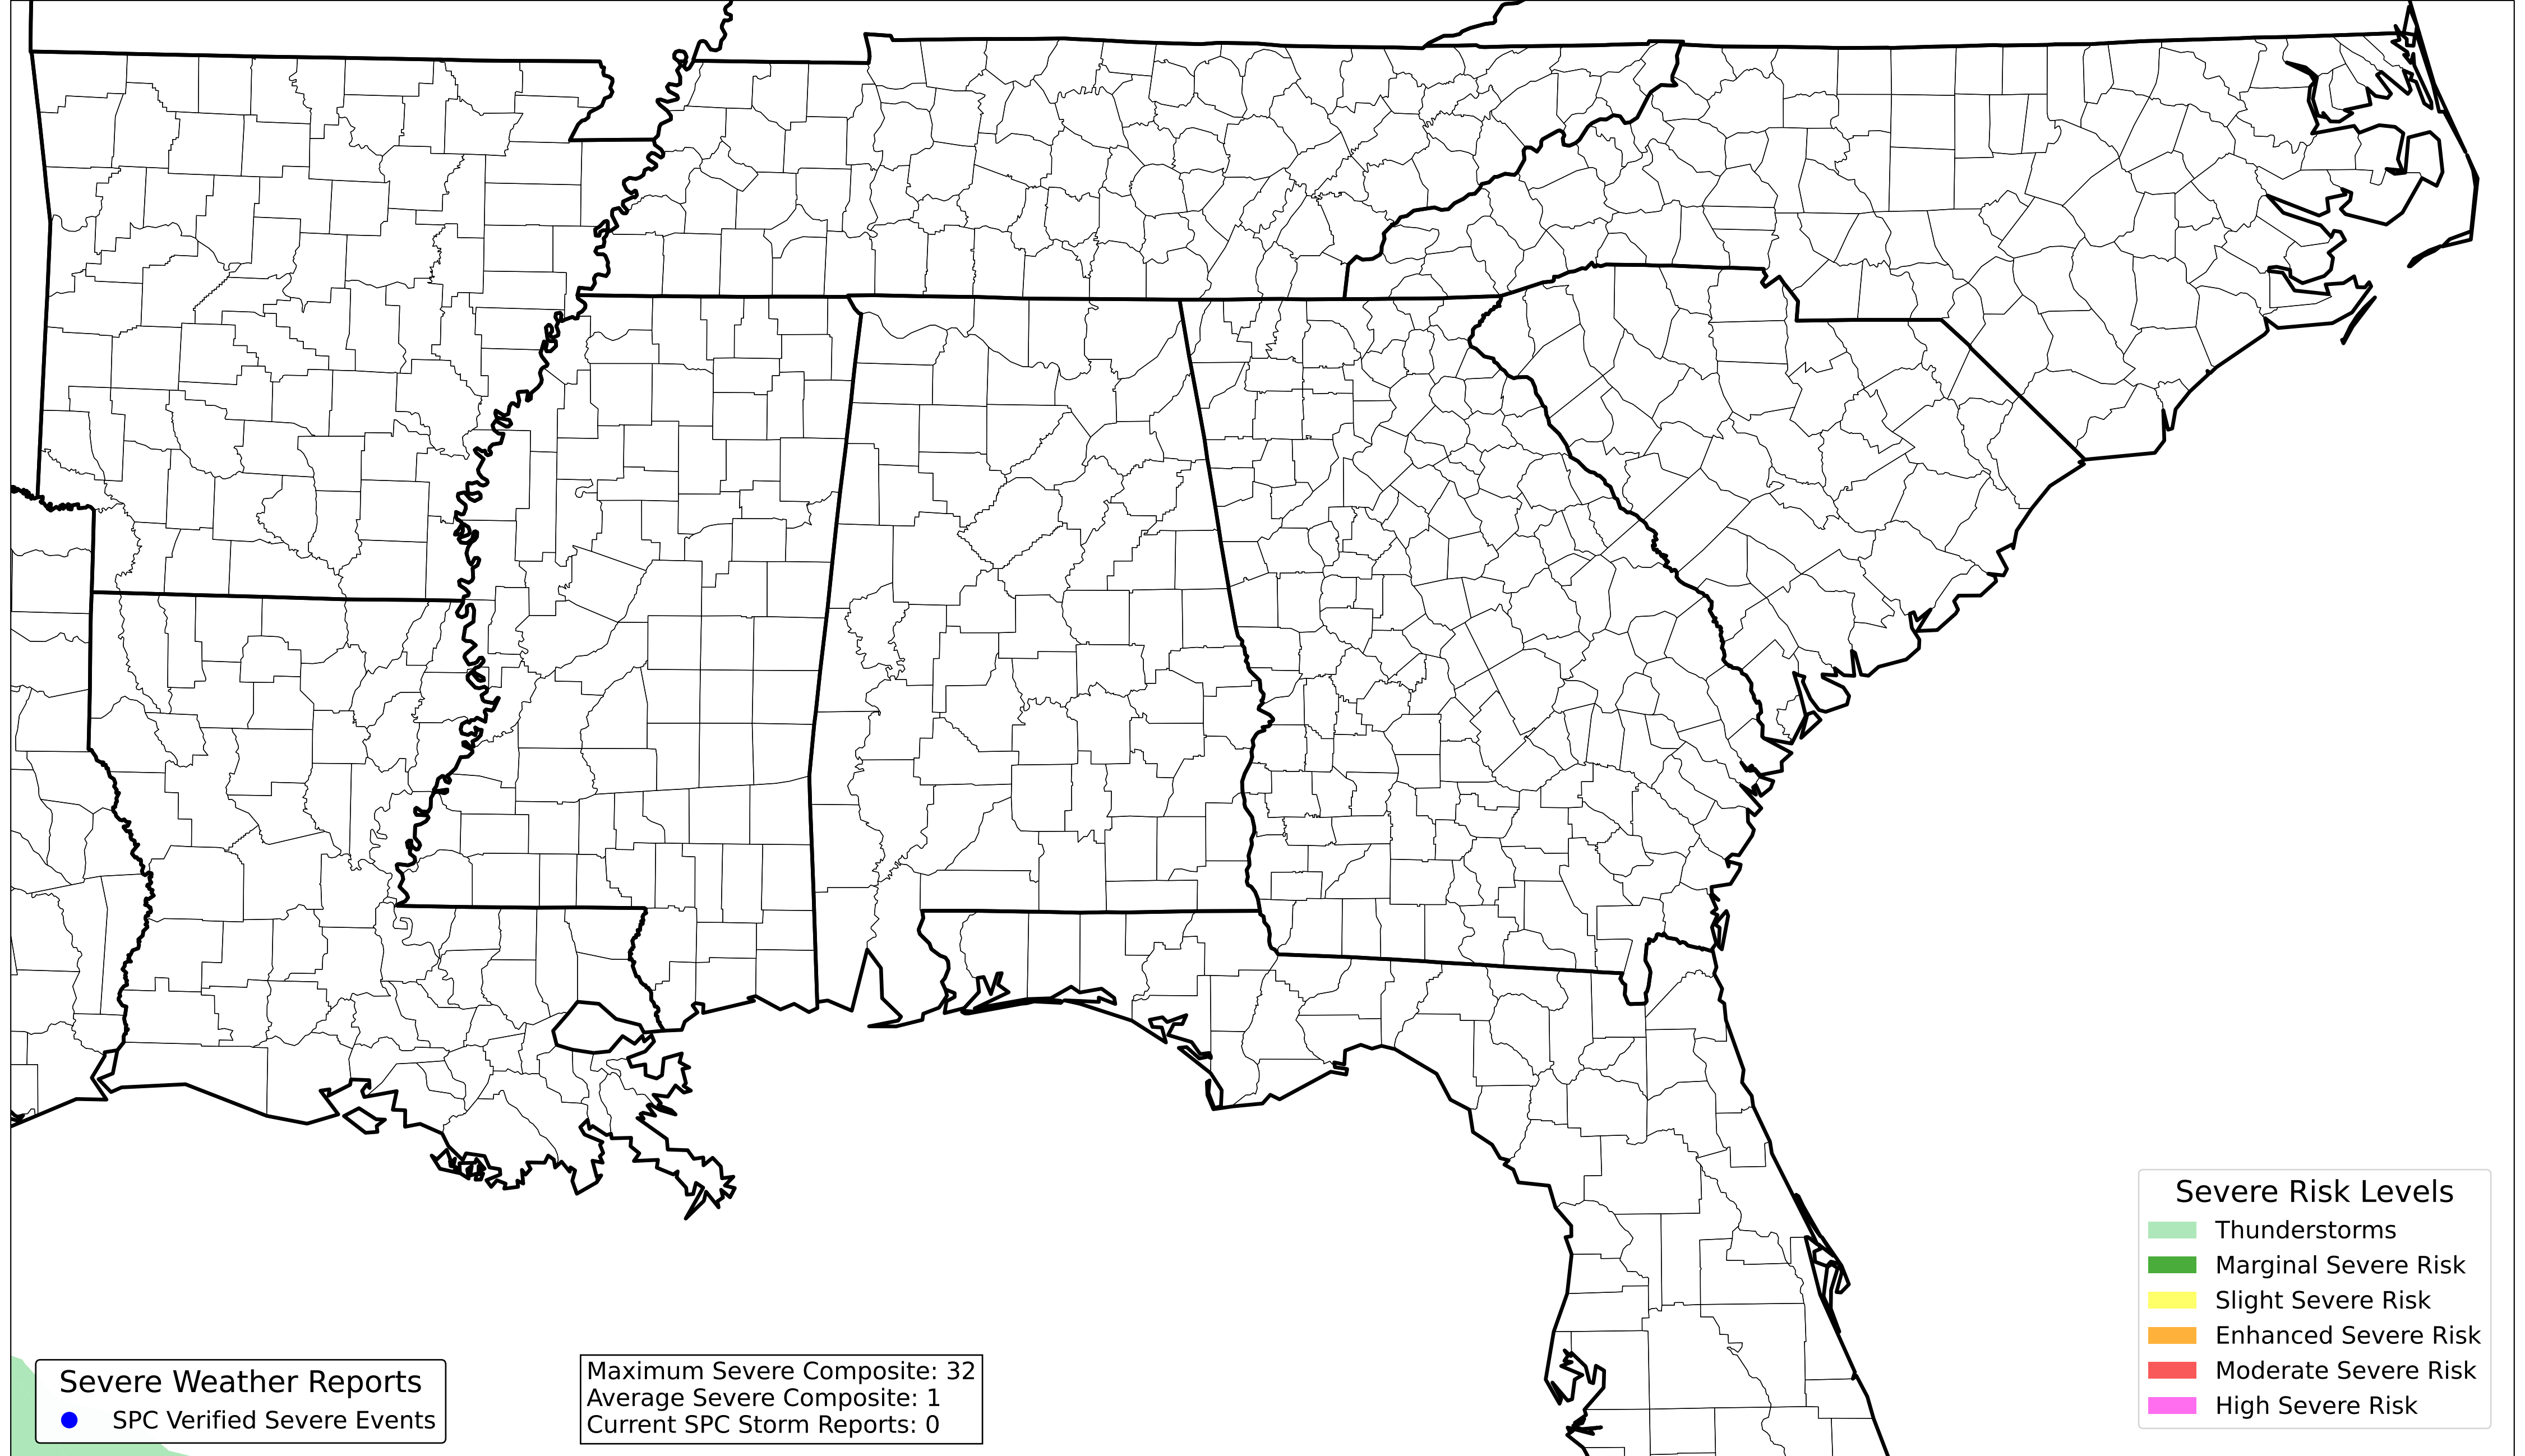 Severe Weather Reports
SPC Verified Severe Events
Maximum Severe Composite: 32
Average Severe Composite: 1
Current SPC Storm Reports: 0
Severe Risk Levels
Thunderstorms
Marginal Severe Risk
Slight Severe Risk
Enhanced Severe Risk
Moderate Severe Risk
High Severe Risk